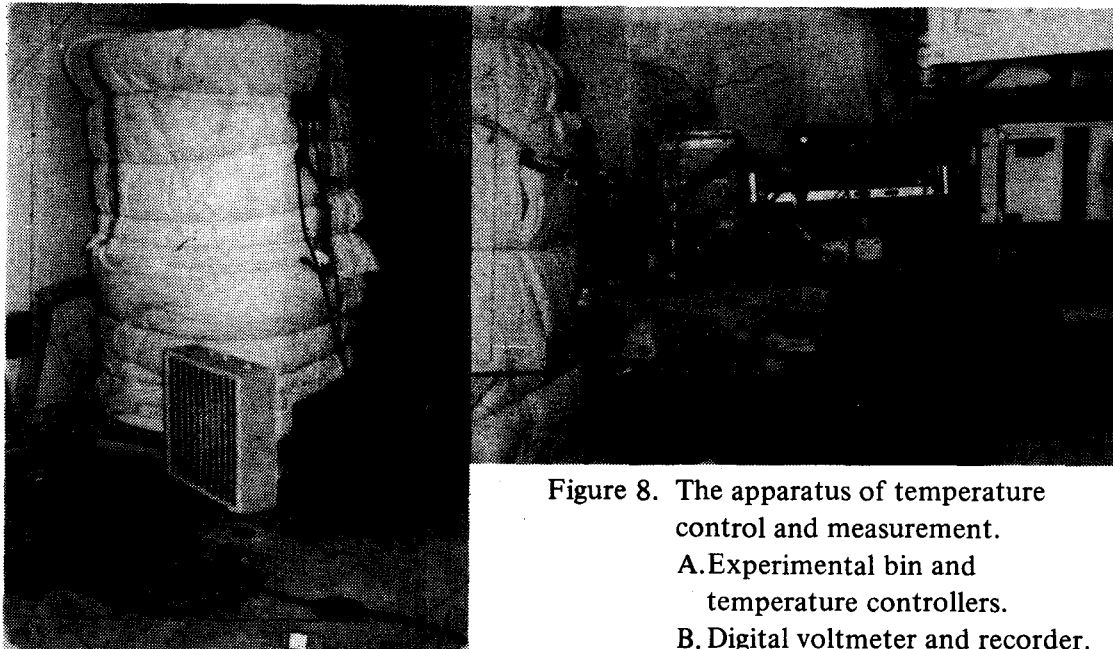 Figure 8. The apparatus of temperature
control and measurement.
A.Experimental bin and
temperature controllers.
B. Digital voltmeter and recorder.